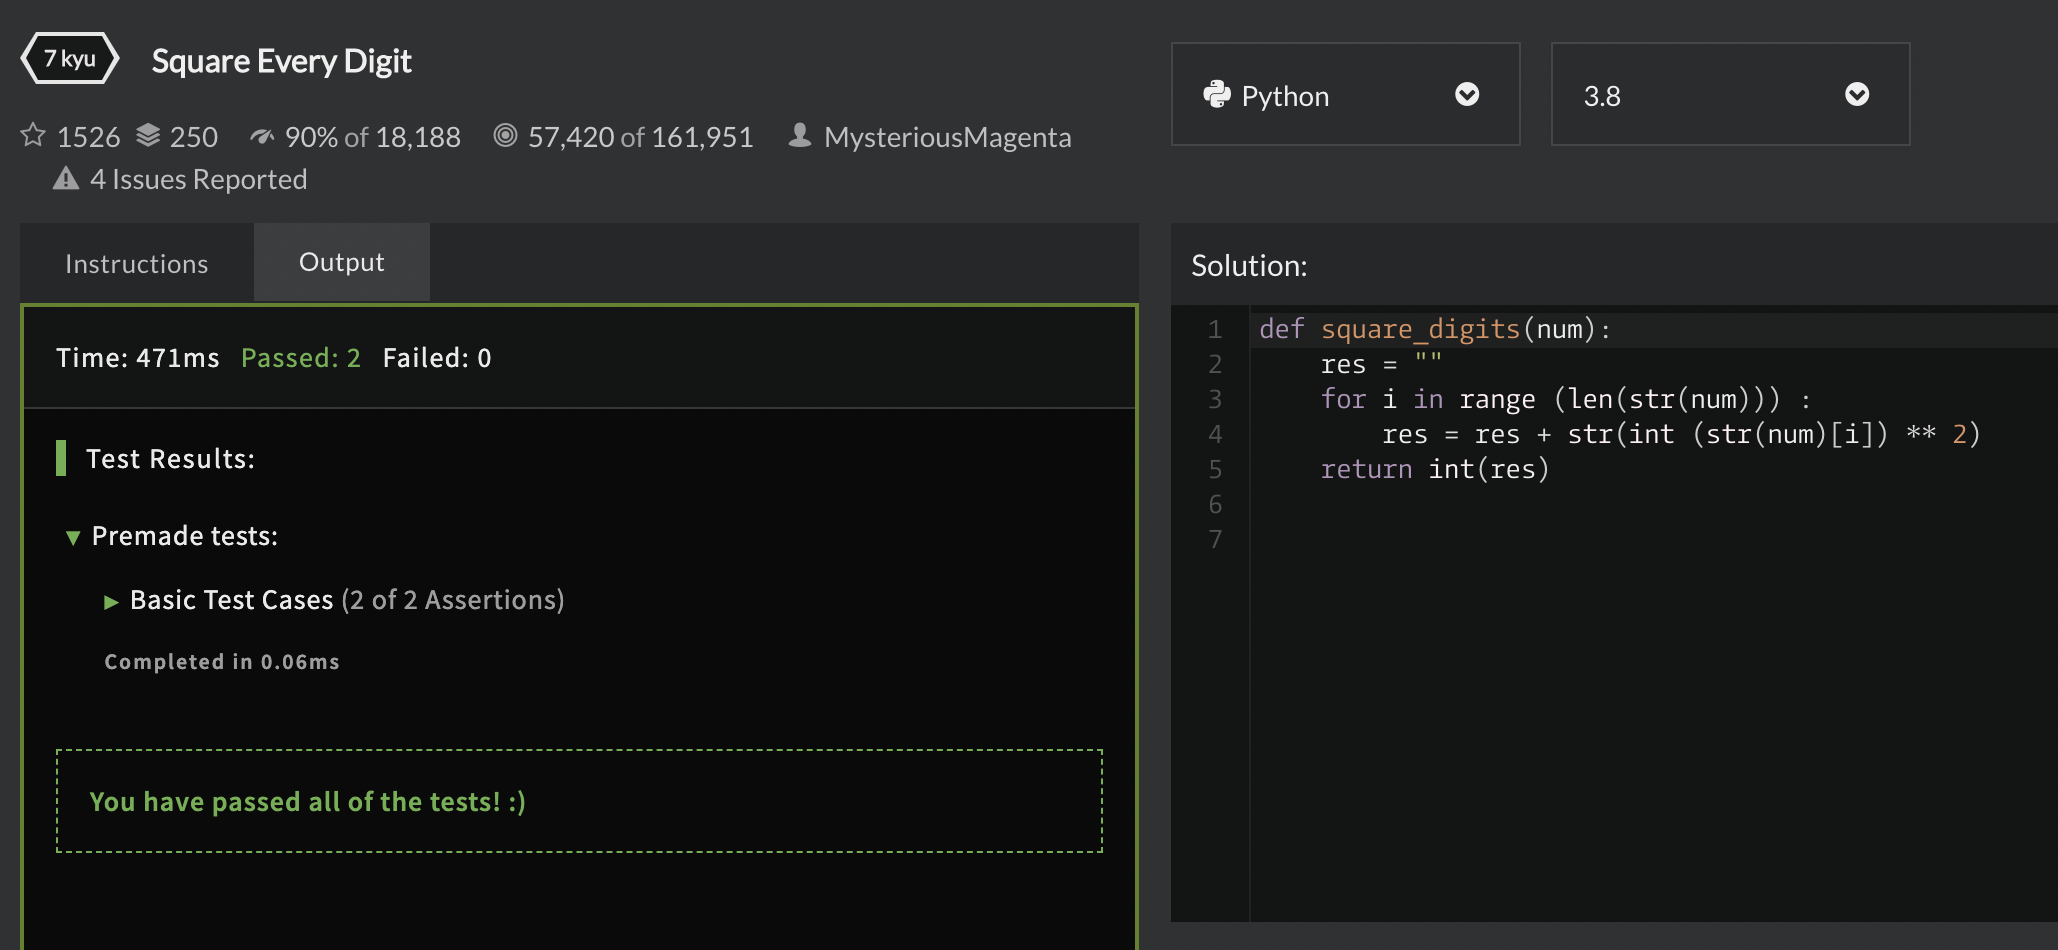 7 kyu Square Every Digit
1526 250 90% of 18,188 57,420 of 161,951 MysteriousMagenta
4 Issues Reported
Python 3.8
Instructions Output
Time: 471ms Passed: 2 Failed: 0
Test Results:
Premade tests:
Basic Test Cases (2 of 2 Assertions)
Completed in 0.06ms
You have passed all of the tests! :)
Solution:
1 def square_digits(num):
2     res = ""
3     for i in range (len(str(num))) :
4         res = res + str(int (str(num)[i]) ** 2)
5     return int(res)
6
7